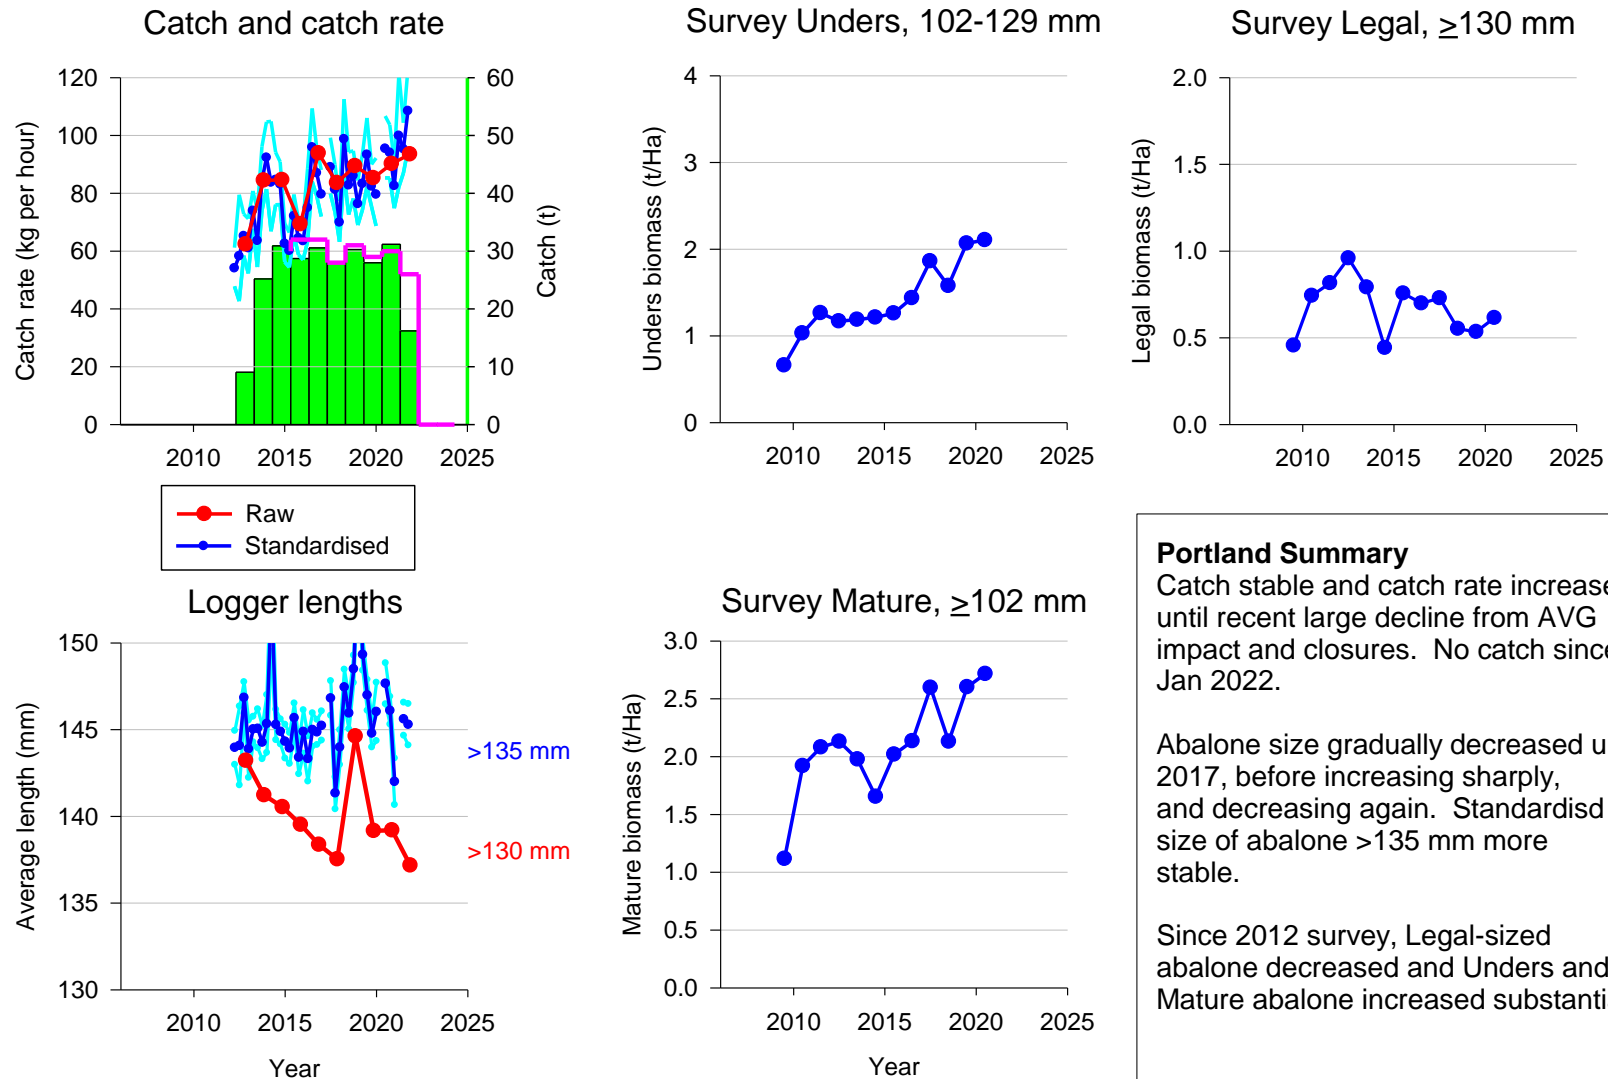 Catch and catch rate
120
100
80
60
40
20
0
Catch rate (kg per hour)
60
50
40
30
20
10
0
Catch (t)
2010 2015 2020 2025
Raw
Standardised
Survey Unders, 102-129 mm
4
3
2
1
0
Unders biomass (t/Ha)
2010 2015 2020 2025
Survey Legal, ≥130 mm
2.0
1.5
1.0
0.5
0.0
Legal biomass (t/Ha)
2010 2015 2020 2025
Logger lengths
150
145
140
135
130
Average length (mm)
>135 mm
>130 mm
2010 2015 2020 2025
Year
Survey Mature, ≥102 mm
3.0
2.5
2.0
1.5
1.0
0.5
0.0
Mature biomass (t/Ha)
2010 2015 2020 2025
Year
Portland Summary
Catch stable and catch rate increase
until recent large decline from AVG
impact and closures. No catch since
Jan 2022.
Abalone size gradually decreased u
2017, before increasing sharply,
and decreasing again. Standardisd
size of abalone >135 mm more
stable.
Since 2012 survey, Legal-sized
abalone decreased and Unders and
Mature abalone increased substanti